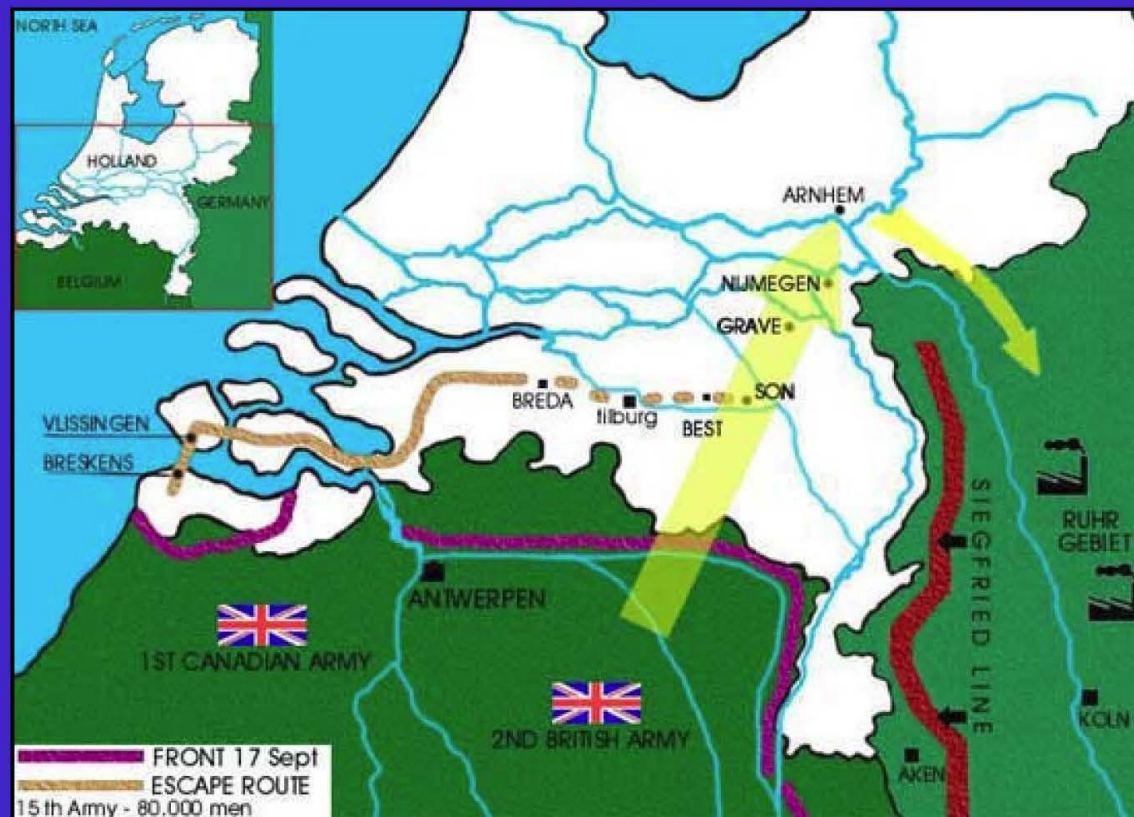 NORTH SEA
HOLLAND
GERMANY
BELGIUM
ARNHEM
NIJMEGEN
GRAVE
SON
BREDA
tilburg
BEST
VLISSINGEN
BRESKENS
ANTWERPEN
1ST CANADIAN ARMY
2ND BRITISH ARMY
SIEGFRIED LINE
RUHR
GEBIET
KOLN
AKEN
FRONT 17 Sept
ESCAPE ROUTE
15th Army - 80.000 men